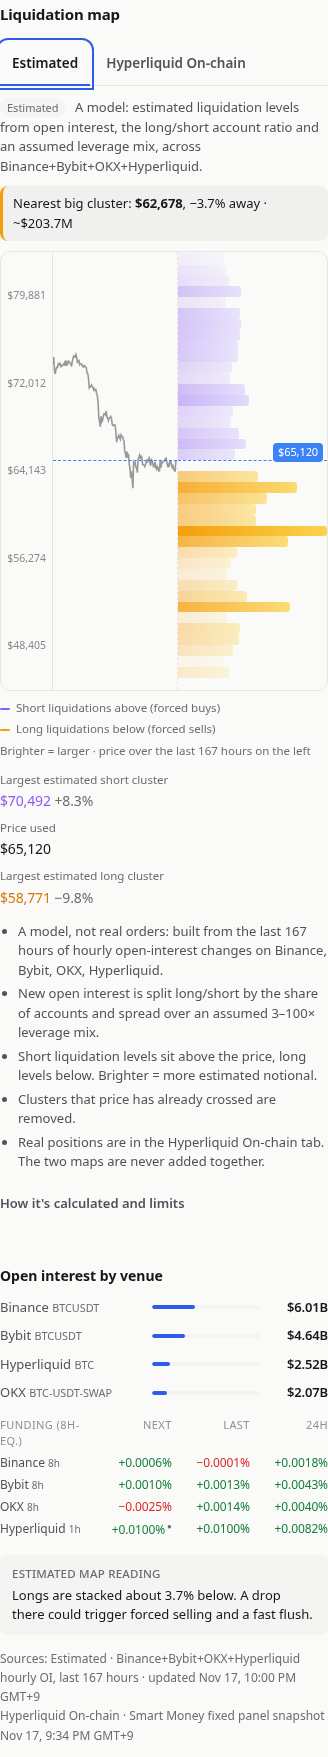 Liquidation map
Estimated Hyperliquid On-chain
Estimated A model: estimated liquidation levels
from open interest, the long/short account ratio and
an assumed leverage mix, across
Binance+Bybit+OKX+Hyperliquid.
Nearest big cluster: $62,678, −3.7% away ·
~$203.7M
$79,881
$72,012
$65,120
$64,143
$56,274
$48,405
Short liquidations above (forced buys)
Long liquidations below (forced sells)
Brighter = larger · price over the last 167 hours on the left
Largest estimated short cluster
$70,492 +8.3%
Price used
$65,120
Largest estimated long cluster
$58,771 −9.8%
• A model, not real orders: built from the last 167
hours of hourly open-interest changes on Binance,
Bybit, OKX, Hyperliquid.
• New open interest is split long/short by the share
of accounts and spread over an assumed 3–100×
leverage mix.
• Short liquidation levels sit above the price, long
levels below. Brighter = more estimated notional.
• Clusters that price has already crossed are
removed.
• Real positions are in the Hyperliquid On-chain tab.
The two maps are never added together.
How it's calculated and limits
Open interest by venue
Binance BTCUSDT $6.01B
Bybit BTCUSDT $4.64B
Hyperliquid BTC $2.52B
OKX BTC-USDT-SWAP $2.07B
FUNDING (8H-EQ.) NEXT LAST 24H
Binance 8h +0.0006% −0.0001% +0.0018%
Bybit 8h +0.0010% +0.0013% +0.0043%
OKX 8h −0.0025% +0.0014% +0.0040%
Hyperliquid 1h +0.0100%* +0.0100% +0.0082%
ESTIMATED MAP READING
Longs are stacked about 3.7% below. A drop
there could trigger forced selling and a fast flush.
Sources: Estimated · Binance+Bybit+OKX+Hyperliquid
hourly OI, last 167 hours · updated Nov 17, 10:00 PM
GMT+9
Hyperliquid On-chain · Smart Money fixed panel snapshot
Nov 17, 9:34 PM GMT+9